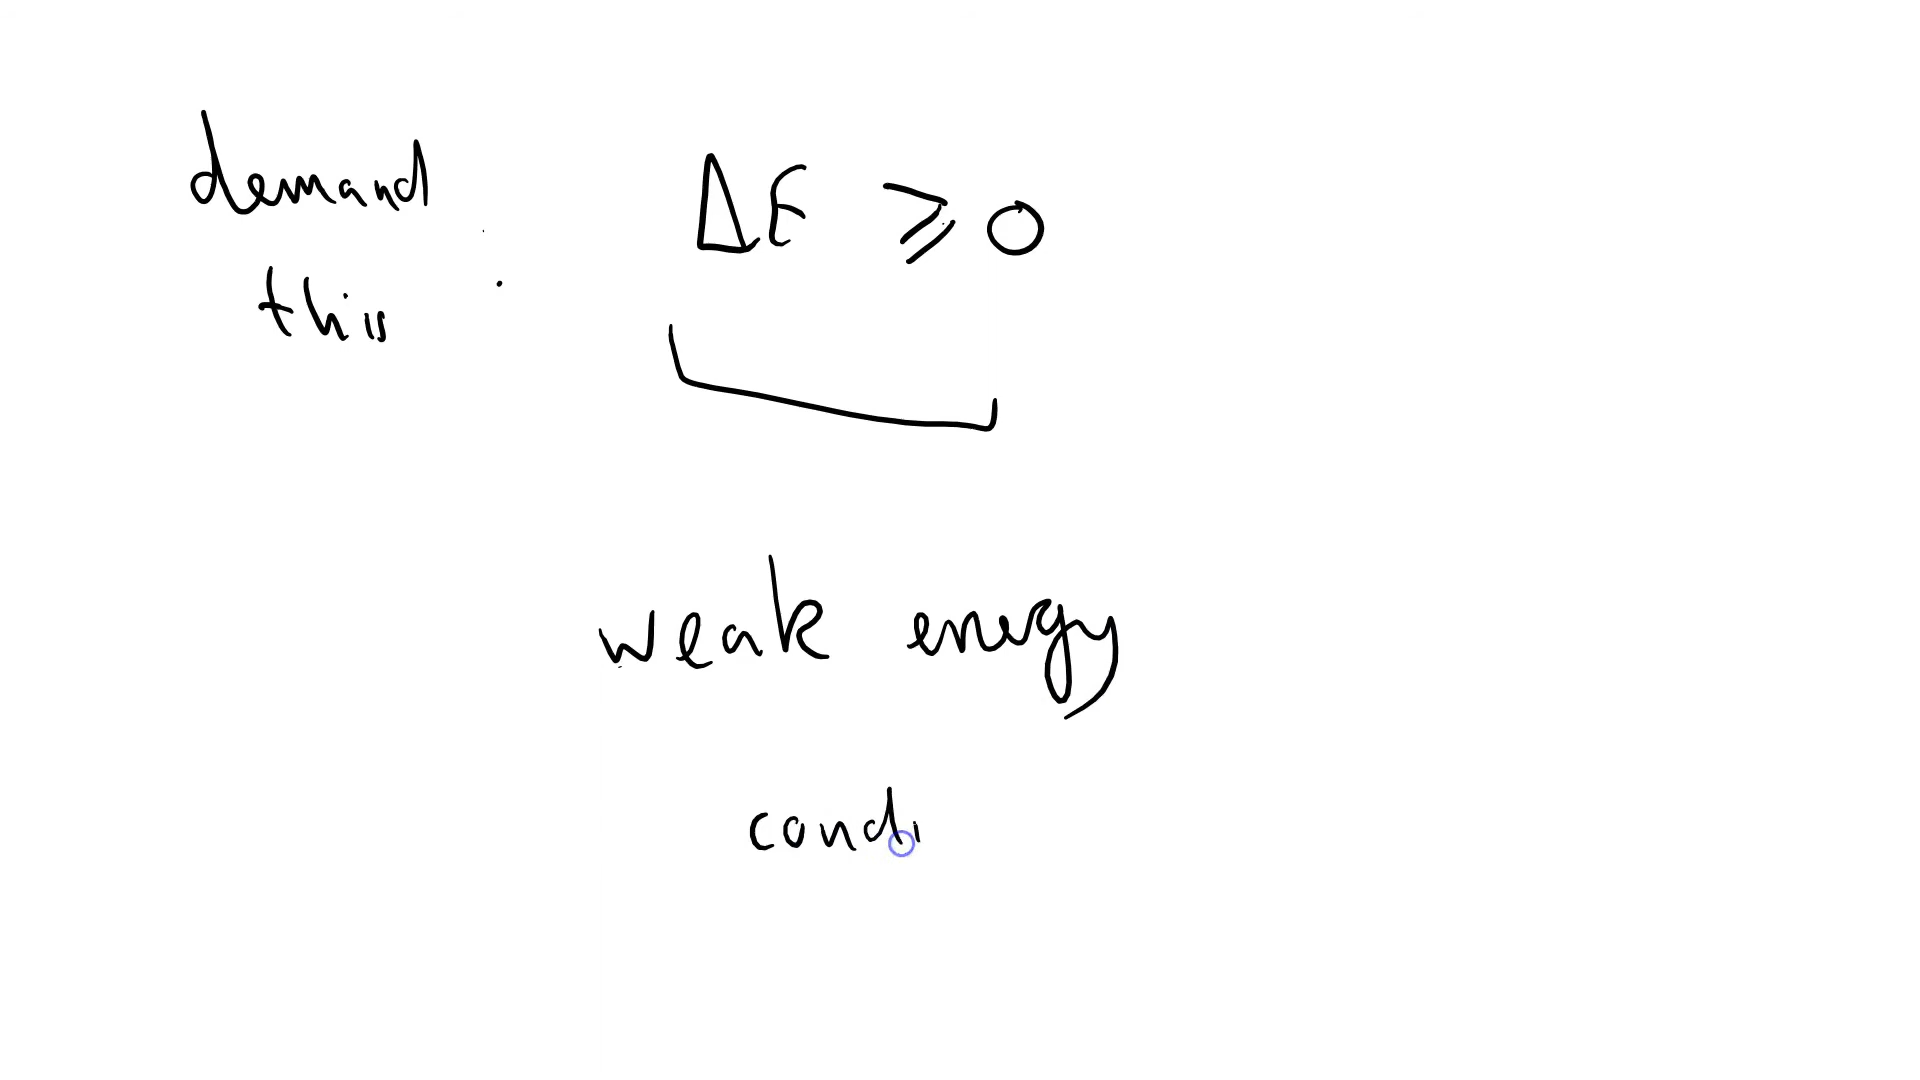 demand ΔE ⩾ 0
this
weak energy
condi